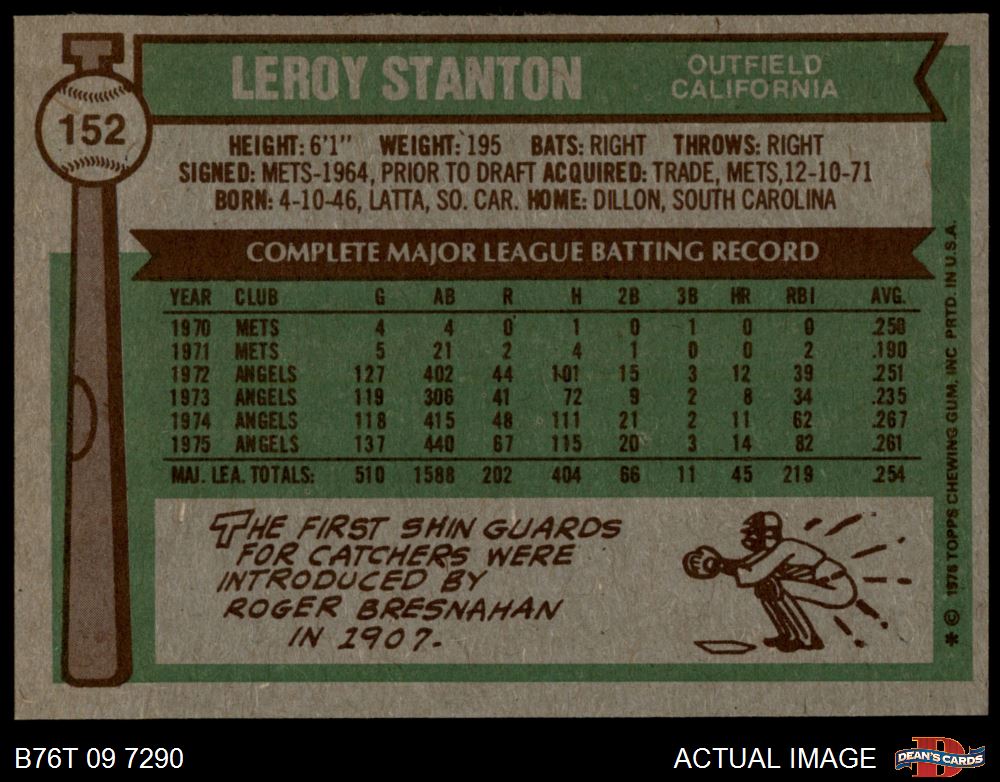 152
LEROY STANTON
OUTFIELD
CALIFORNIA
HEIGHT: 6'1" WEIGHT: 195 BATS: RIGHT THROWS: RIGHT
SIGNED: METS-1964, PRIOR TO DRAFT ACQUIRED: TRADE, METS,12-10-71
BORN: 4-10-46, LATTA, SO. CAR. HOME: DILLON, SOUTH CAROLINA
COMPLETE MAJOR LEAGUE BATTING RECORD
YEAR CLUB G AB R H 2B 3B HR RBI AVG.
1970 METS 4 4 0 1 0 1 0 0 .250
1971 METS 5 21 2 4 1 0 0 2 .190
1972 ANGELS 127 402 44 101 15 3 12 39 .251
1973 ANGELS 119 306 41 72 9 2 8 34 .235
1974 ANGELS 118 415 48 111 21 2 11 62 .267
1975 ANGELS 137 440 67 115 20 3 14 82 .261
MAJ. LEA. TOTALS: 510 1588 202 404 66 11 45 219 .254
THE FIRST SHIN GUARDS
FOR CATCHERS WERE
INTRODUCED BY
ROGER BRESNAHAN
IN 1907.
* © 1976 TOPPS CHEWING GUM, INC PRTD. IN U.S.A.
B76T 09 7290
ACTUAL IMAGE
D
DEAN'S CARDS